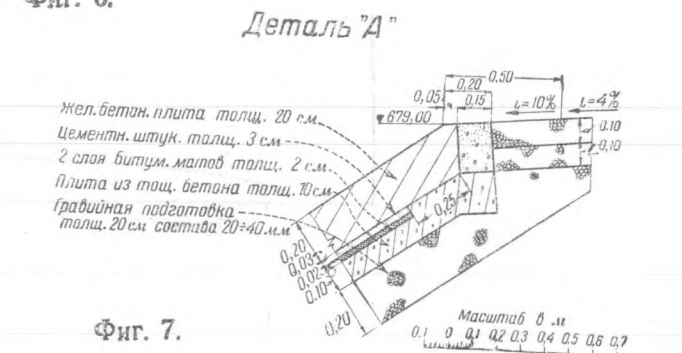 Фиг. 6.
Деталь "А"
0,50
0,20
0,05
0,15
i=10%
i=4%
679,00
0.10
0,10
Жел. бетон. плита толщ. 20 см.
Цементн. штук. толщ. 3 см
2 слоя битум. матов толщ. 2 см.
Плита из тощ. бетона толщ. 10 см
Гравийная подготовка
толщ. 20 см состава 20÷40 мм
0,25
0,20
0,03
0,02
0,10
0,20
Фиг. 7.
Масштаб в м
0.1 0 0,1 0,2 0.3 0,4 0.5 0,6 0,7